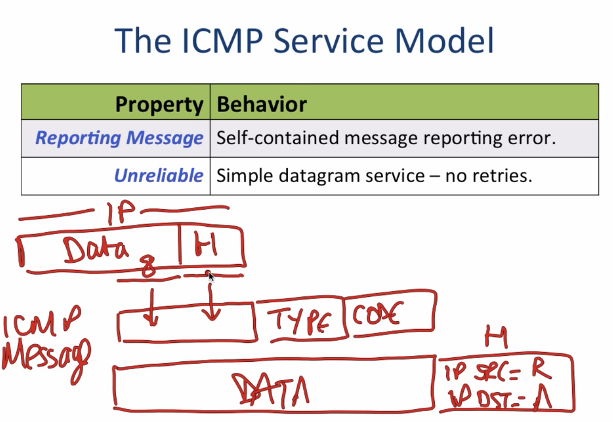 The ICMP Service Model
Property Behavior
Reporting Message Self-contained message reporting error.
Unreliable Simple datagram service – no retries.
IP
Data H
8
ICMP
Message
TYPE CODE
H
DATA
IP SRC= R
IP DST= A